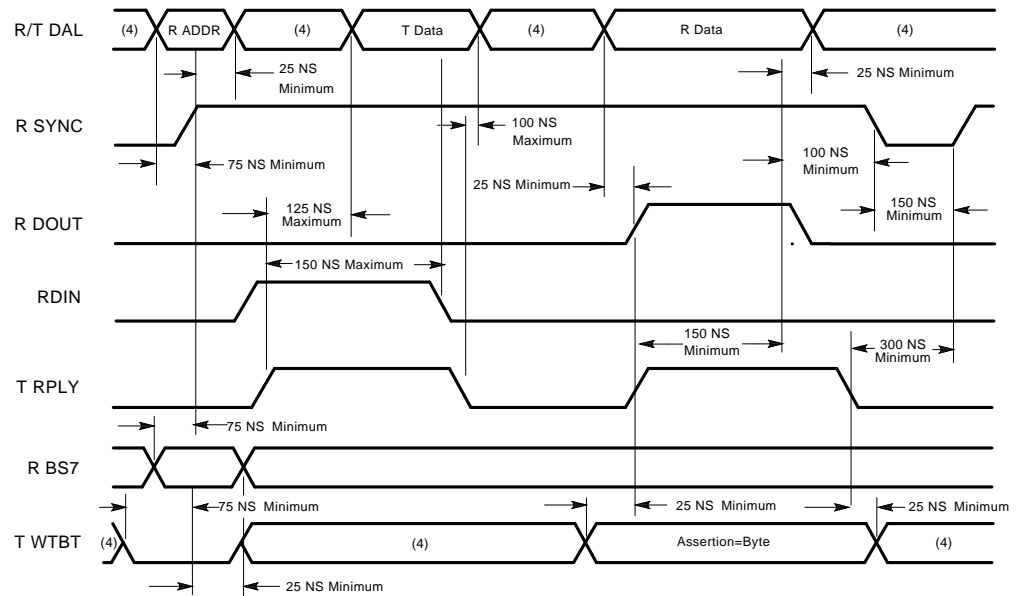 R/T DAL (4) R ADDR (4) T Data (4) R Data (4)
25 NS
Minimum
25 NS Minimum
R SYNC
100 NS
Maximum
75 NS Minimum
100 NS
Minimum
25 NS Minimum
125 NS
Maximum
150 NS
Minimum
R DOUT
150 NS Maximum
RDIN
150 NS
Minimum
300 NS
Minimum
T RPLY
75 NS Minimum
R BS7
75 NS Minimum
25 NS Minimum
25 NS Minimum
T WTBT (4) (4) Assertion=Byte (4)
25 NS Minimum